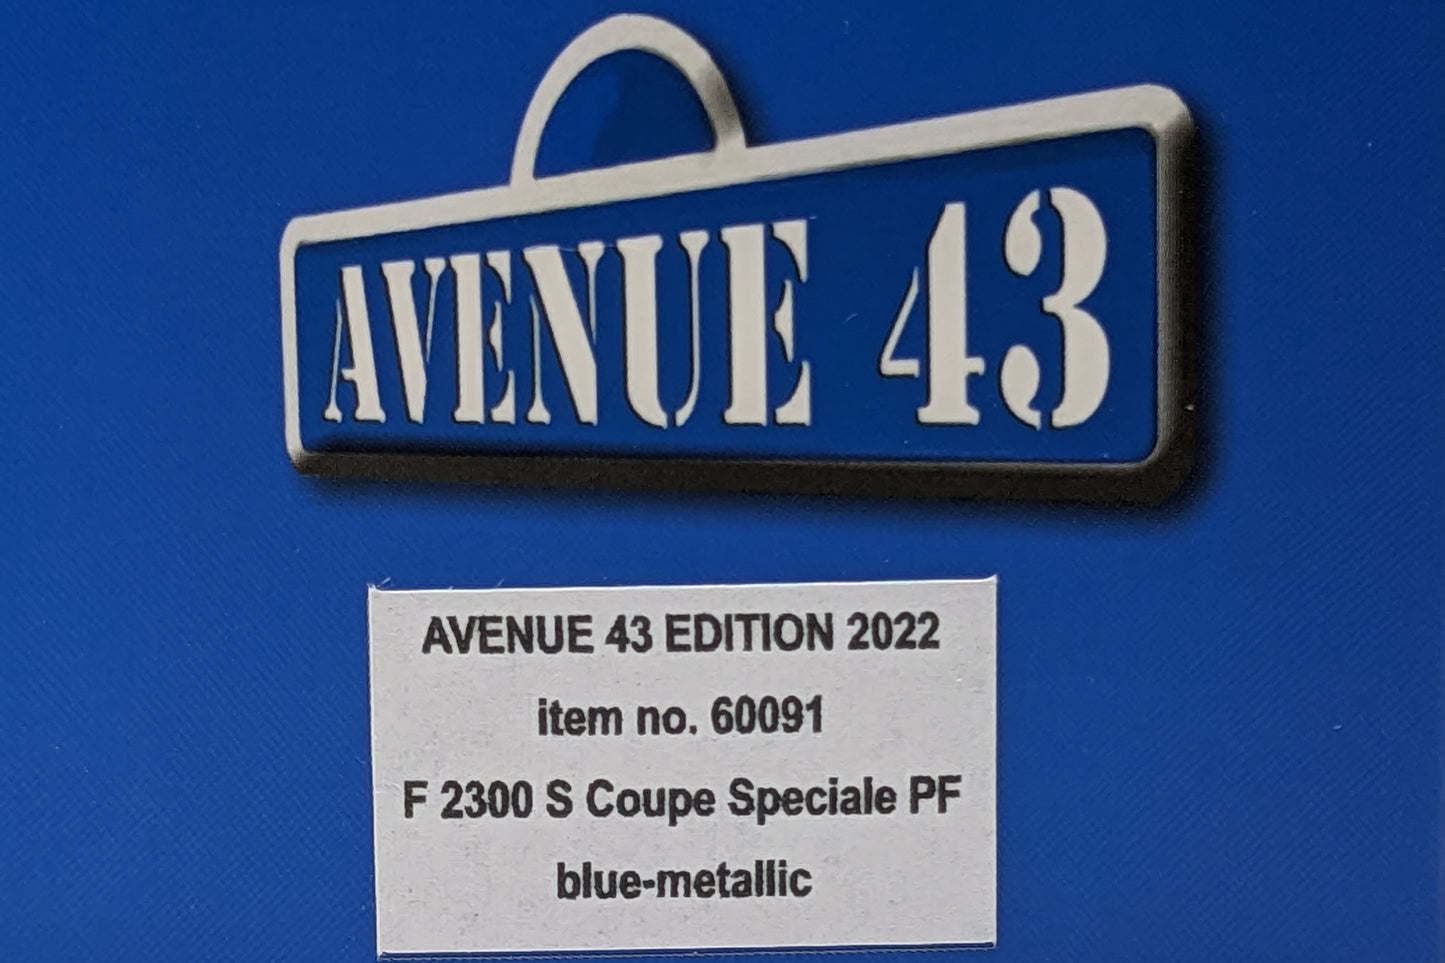 AVENUE 43
AVENUE 43 EDITION 2022
item no. 60091
F 2300 S Coupe Speciale PF
blue-metallic